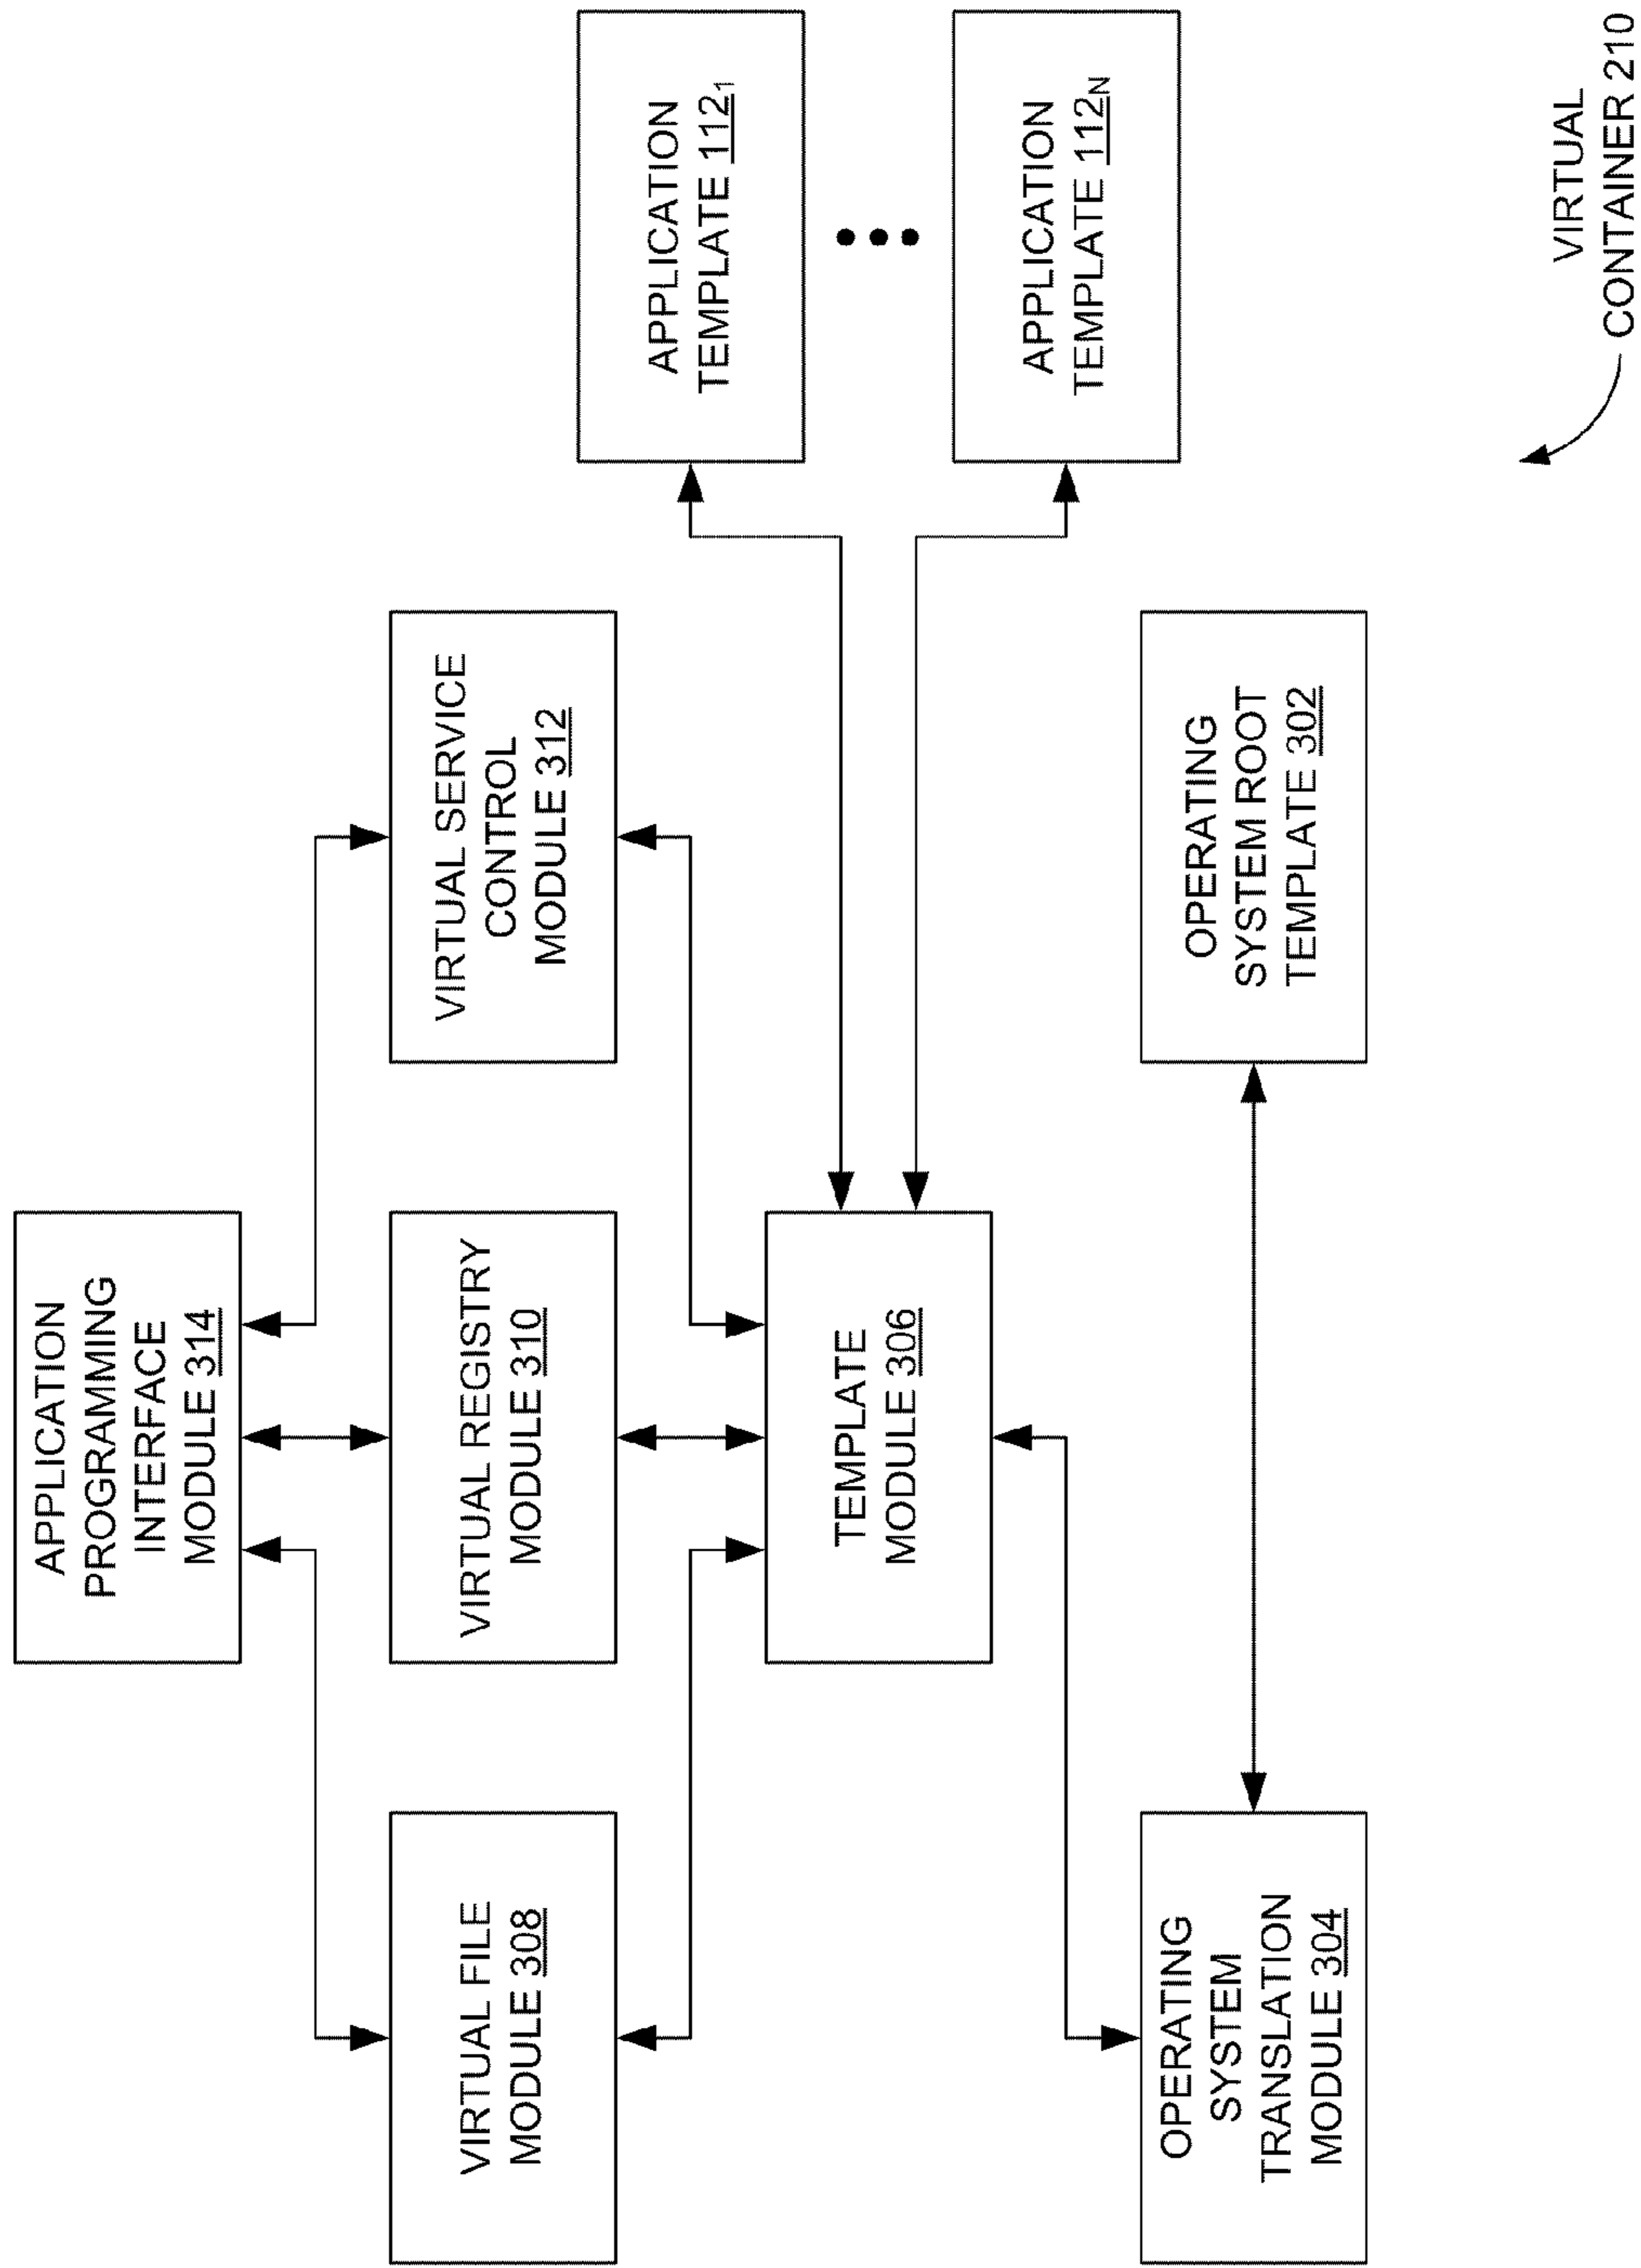 APPLICATION
PROGRAMMING
INTERFACE
MODULE 314
VIRTUAL FILE
MODULE 308
VIRTUAL REGISTRY
MODULE 310
VIRTUAL SERVICE
CONTROL
MODULE 312
TEMPLATE
MODULE 306
APPLICATION
TEMPLATE 112₁
APPLICATION
TEMPLATE 112N
OPERATING
SYSTEM
TRANSLATION
MODULE 304
OPERATING
SYSTEM ROOT
TEMPLATE 302
VIRTUAL
CONTAINER 210